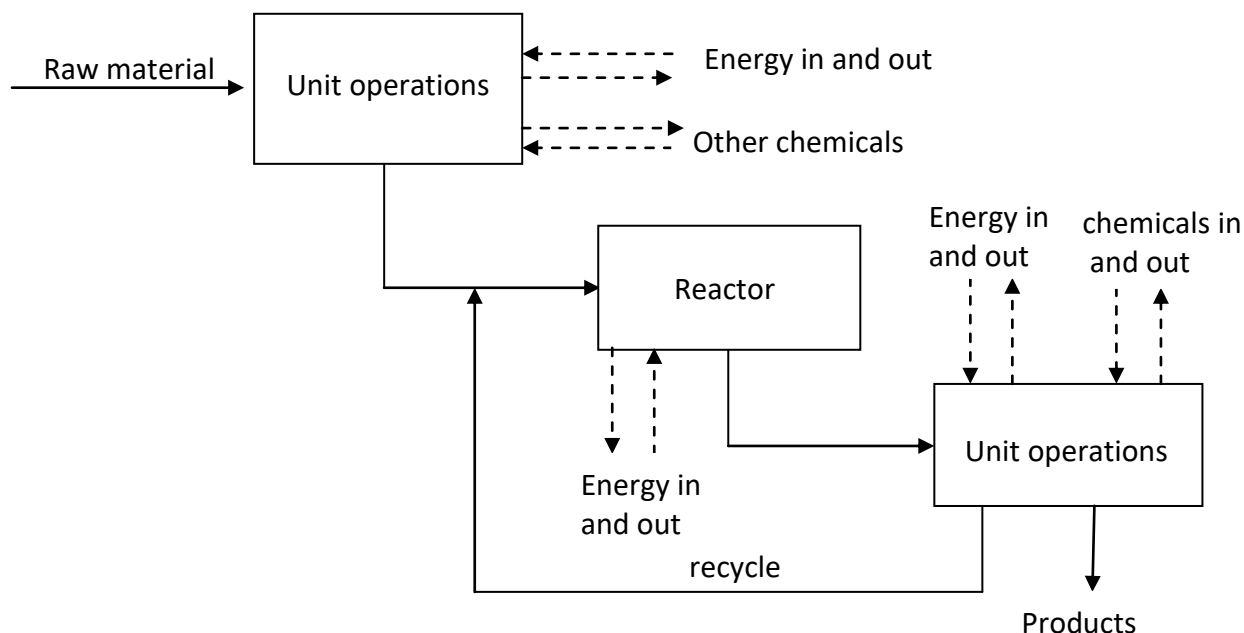 Raw material
Unit operations
Energy in and out
Other chemicals
Reactor
Energy in
and out
chemicals in
and out
Unit operations
Energy in
and out
recycle
Products